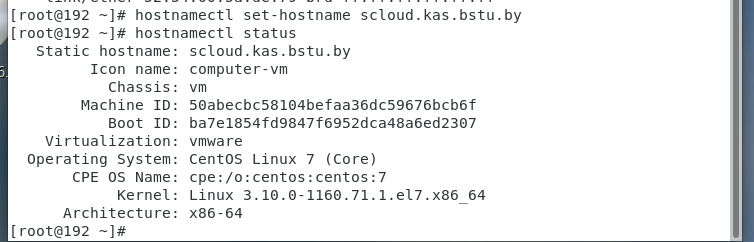 [root@192 ~]# hostnamectl set-hostname scloud.kas.bstu.by
[root@192 ~]# hostnamectl status
Static hostname: scloud.kas.bstu.by
Icon name: computer-vm
Chassis: vm
Machine ID: 50abecbc58104befaa36dc59676bcb6f
Boot ID: ba7e1854fd9847f6952dca48a6ed2307
Virtualization: vmware
Operating System: CentOS Linux 7 (Core)
CPE OS Name: cpe:/o:centos:centos:7
Kernel: Linux 3.10.0-1160.71.1.el7.x86_64
Architecture: x86-64
[root@192 ~]#